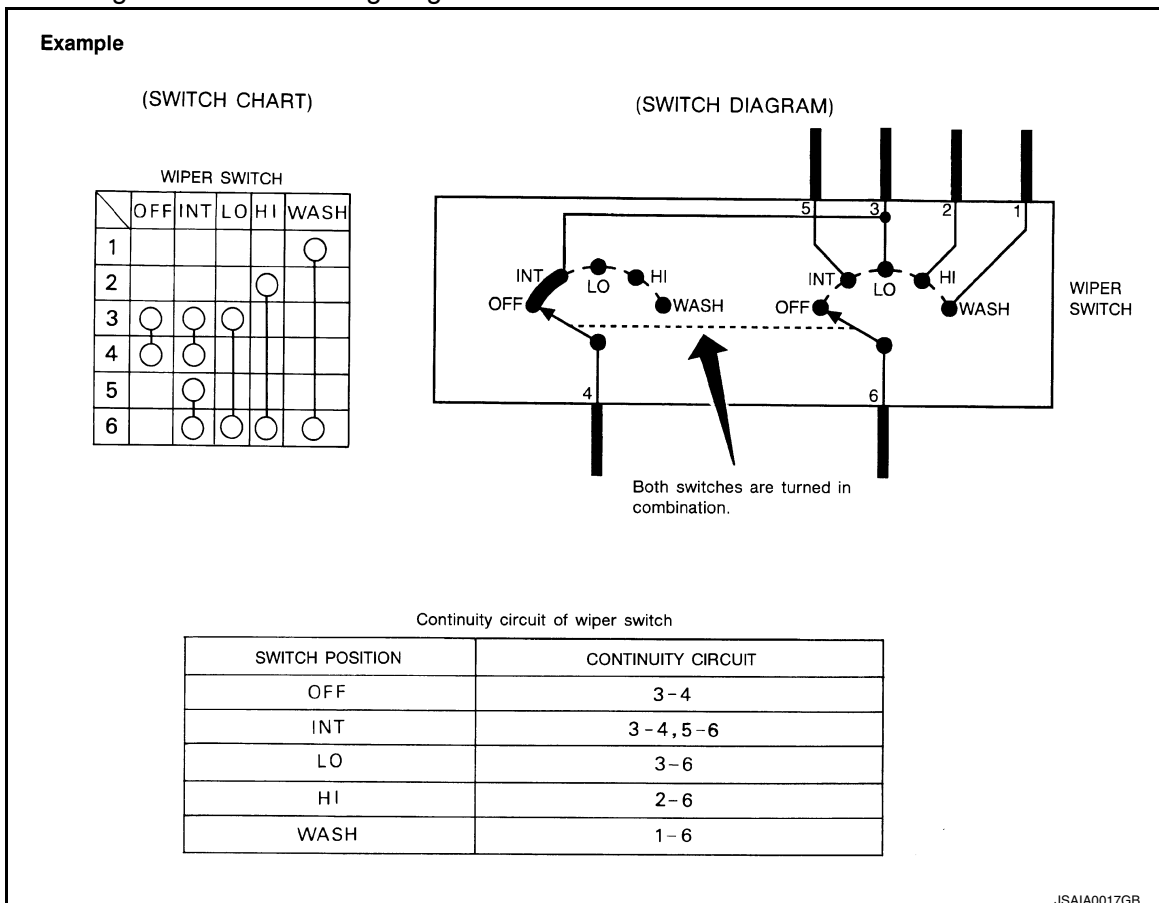 Example
(SWITCH CHART)
(SWITCH DIAGRAM)
WIPER SWITCH
OFF INT LO HI WASH
1
2
3
4
5
6
5 3 2 1
INT LO HI
OFF WASH
INT LO HI
OFF WASH
WIPER
SWITCH
4 6
Both switches are turned in
combination.
Continuity circuit of wiper switch
SWITCH POSITION CONTINUITY CIRCUIT
OFF 3-4
INT 3-4,5-6
LO 3-6
HI 2-6
WASH 1-6
JSAIA0017GB